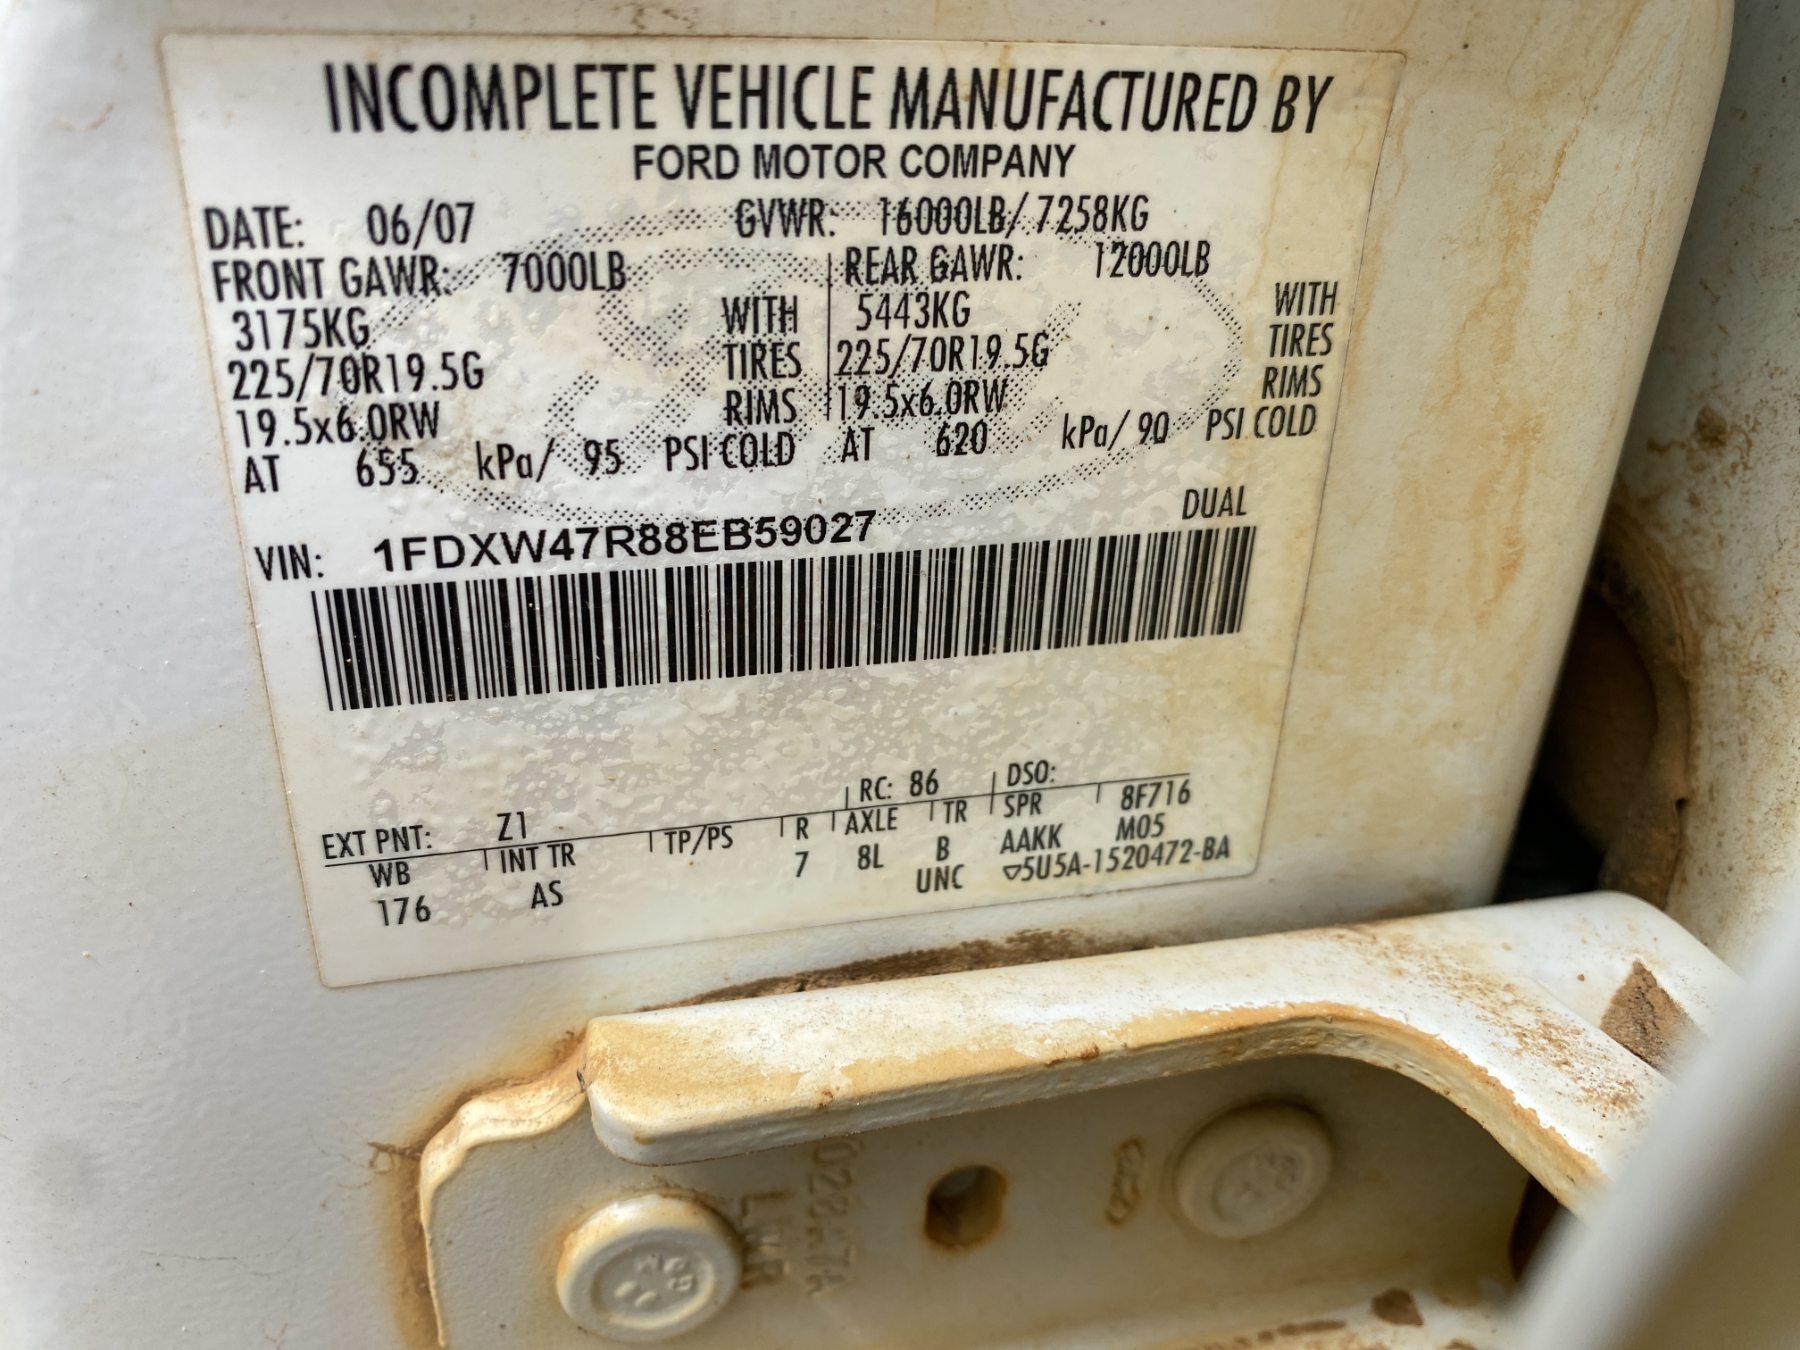 INCOMPLETE VEHICLE MANUFACTURED BY
FORD MOTOR COMPANY
DATE: 06/07 GVWR: 16000LB/ 7258KG
FRONT GAWR: 7000LB REAR GAWR: 12000LB
3175KG WITH 5443KG WITH
225/70R19.5G TIRES 225/70R19.5G TIRES
19.5x6.0RW RIMS 19.5x6.0RW RIMS
AT 655 kPa/ 95 PSI COLD AT 620 kPa/ 90 PSI COLD
VIN: 1FDXW47R88EB59027 DUAL
EXT PNT: Z1 RC: 86 DSO:
WB INT TR TP/PS R AXLE TR SPR 8F716
176 AS 7 8L B AAKK M05
UNC 5U5A-1520472-BA
LWR